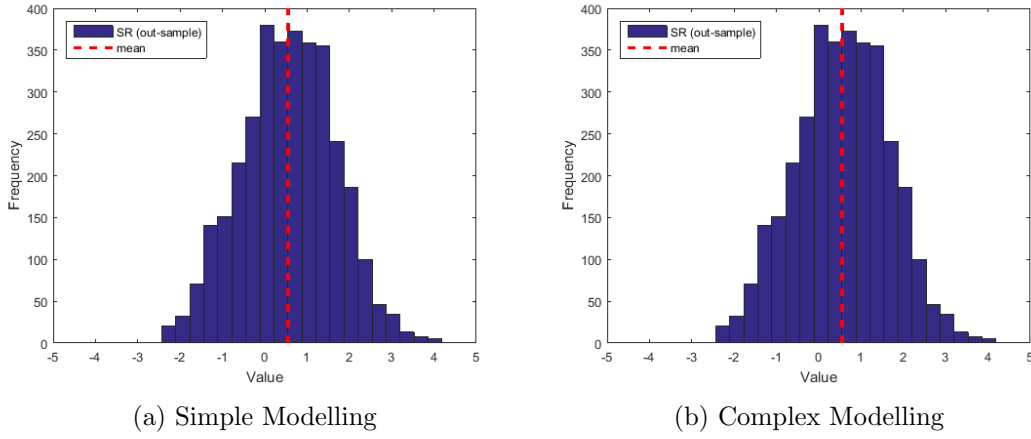 SR (out-sample)
mean
400
350
300
250
200
150
100
50
0
Frequency
-5 -4 -3 -2 -1 0 1 2 3 4 5
Value
(a) Simple Modelling
SR (out-sample)
mean
400
350
300
250
200
150
100
50
0
Frequency
-5 -4 -3 -2 -1 0 1 2 3 4 5
Value
(b) Complex Modelling